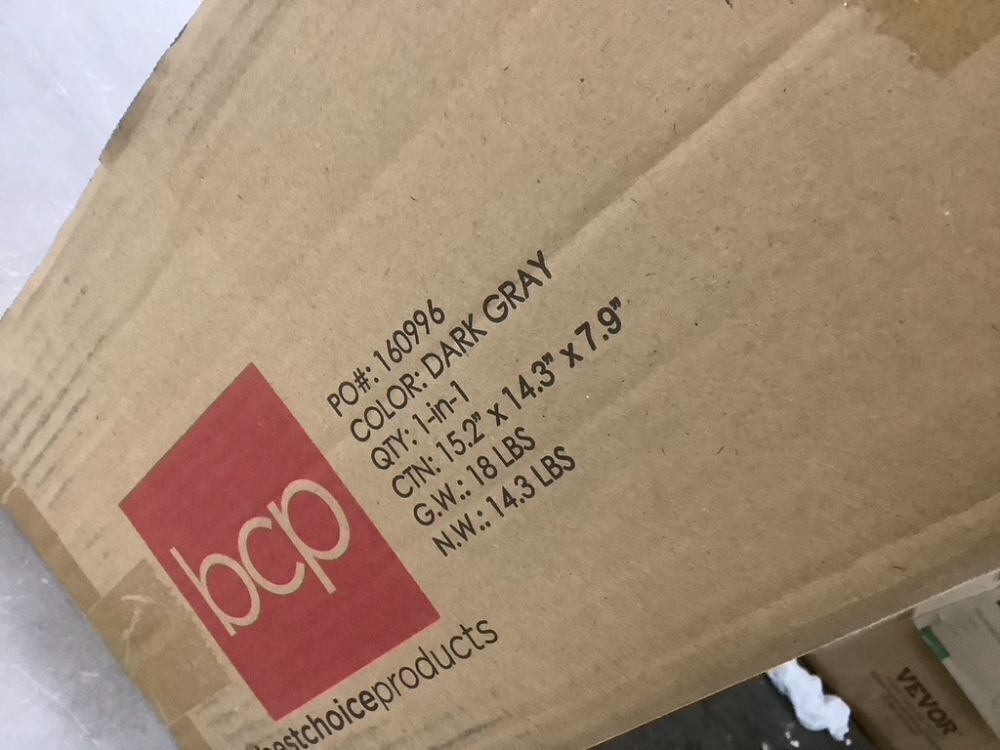 PO#: 160996
COLOR: DARK GRAY
QTY: 1-in-1
CTN: 15.2" x 14.3" x 7.9"
G.W.: 18 LBS
N.W.: 14.3 LBS
bcp
bestchoiceproducts
VEVOR